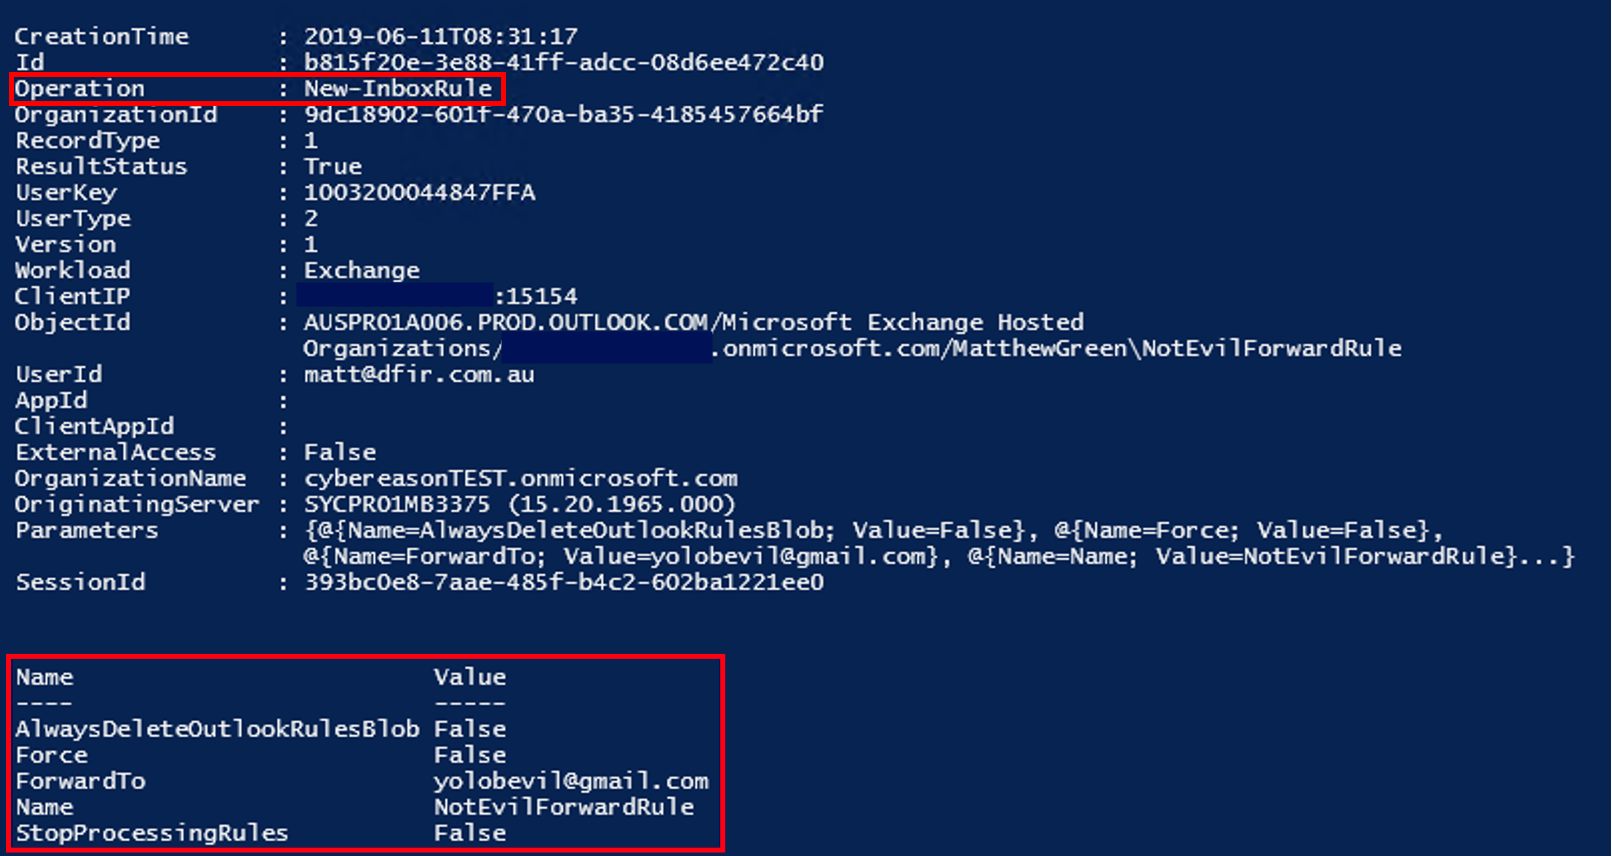 CreationTime : 2019-06-11T08:31:17
Id : b815f20e-3e88-41ff-adcc-08d6ee472c40
Operation : New-InboxRule
OrganizationId : 9dc18902-601f-470a-ba35-4185457664bf
RecordType : 1
ResultStatus : True
UserKey : 1003200044847FFA
UserType : 2
Version : 1
Workload : Exchange
ClientIP : :15154
ObjectId : AUSPR01A006.PROD.OUTLOOK.COM/Microsoft Exchange Hosted
Organizations/ .onmicrosoft.com/MatthewGreen\NotEvilForwardRule
UserId : matt@dfir.com.au
AppId :
ClientAppId :
ExternalAccess : False
OrganizationName : cybereasonTEST.onmicrosoft.com
OriginatingServer : SYCPR01MB3375 (15.20.1965.000)
Parameters : {@{Name=AlwaysDeleteOutlookRulesBlob; Value=False}, @{Name=Force; Value=False},
@{Name=ForwardTo; Value=yolobevil@gmail.com}, @{Name=Name; Value=NotEvilForwardRule}...}
SessionId : 393bc0e8-7aae-485f-b4c2-602ba1221ee0
Name Value
---- -----
AlwaysDeleteOutlookRulesBlob False
Force False
ForwardTo yolobevil@gmail.com
Name NotEvilForwardRule
StopProcessingRules False